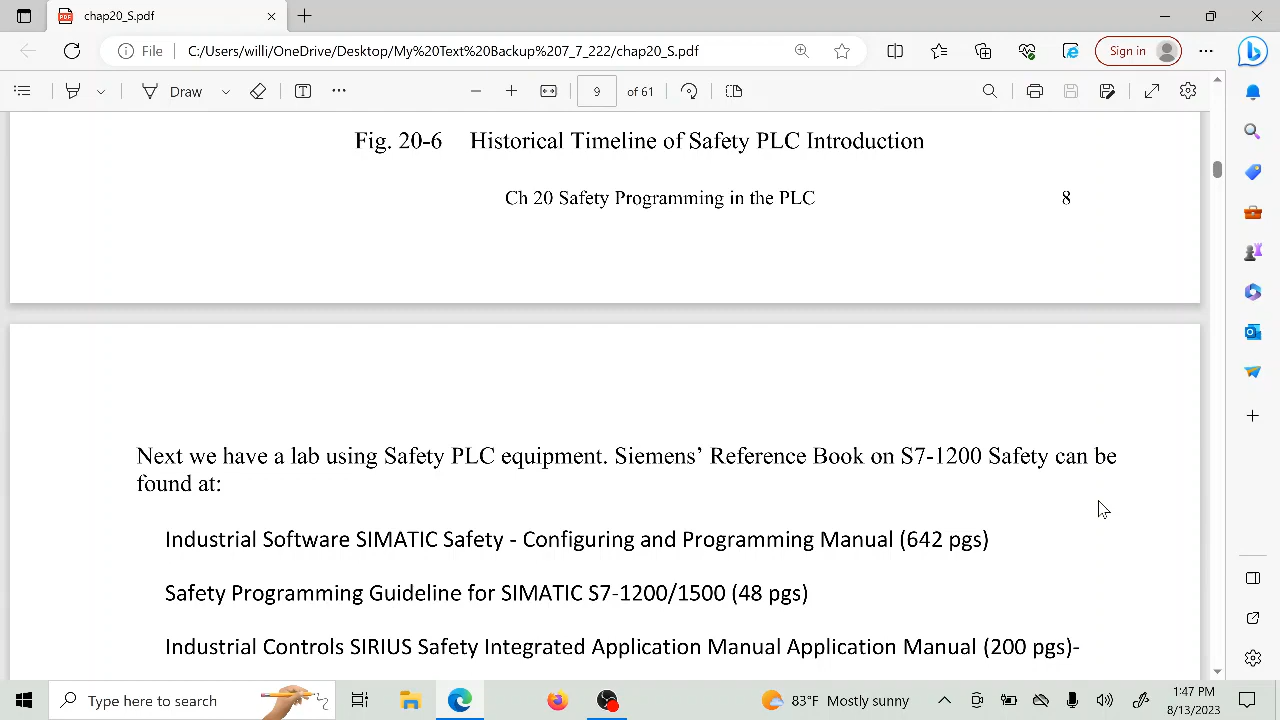 chap20_S.pdf
File C:/Users/willi/OneDrive/Desktop/My%20Text%20Backup%207_7_222/chap20_S.pdf Sign in
Draw 9 of 61
Fig. 20-6 Historical Timeline of Safety PLC Introduction
Ch 20 Safety Programming in the PLC 8
Next we have a lab using Safety PLC equipment. Siemens’ Reference Book on S7-1200 Safety can be
found at:
Industrial Software SIMATIC Safety - Configuring and Programming Manual (642 pgs)
Safety Programming Guideline for SIMATIC S7-1200/1500 (48 pgs)
Industrial Controls SIRIUS Safety Integrated Application Manual Application Manual (200 pgs)-
Type here to search 83°F Mostly sunny 1:47 PM
8/13/2023